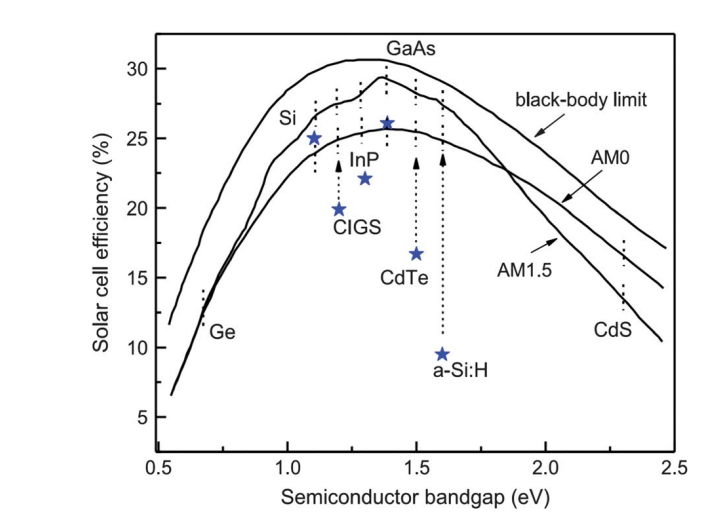 GaAs
30
black-body limit
Si
25
AM0
InP
20
CIGS
AM1.5
CdTe
15
Ge
CdS
10
a-Si:H
5
0.5 1.0 1.5 2.0 2.5
Semiconductor bandgap (eV)
Solar cell efficiency (%)